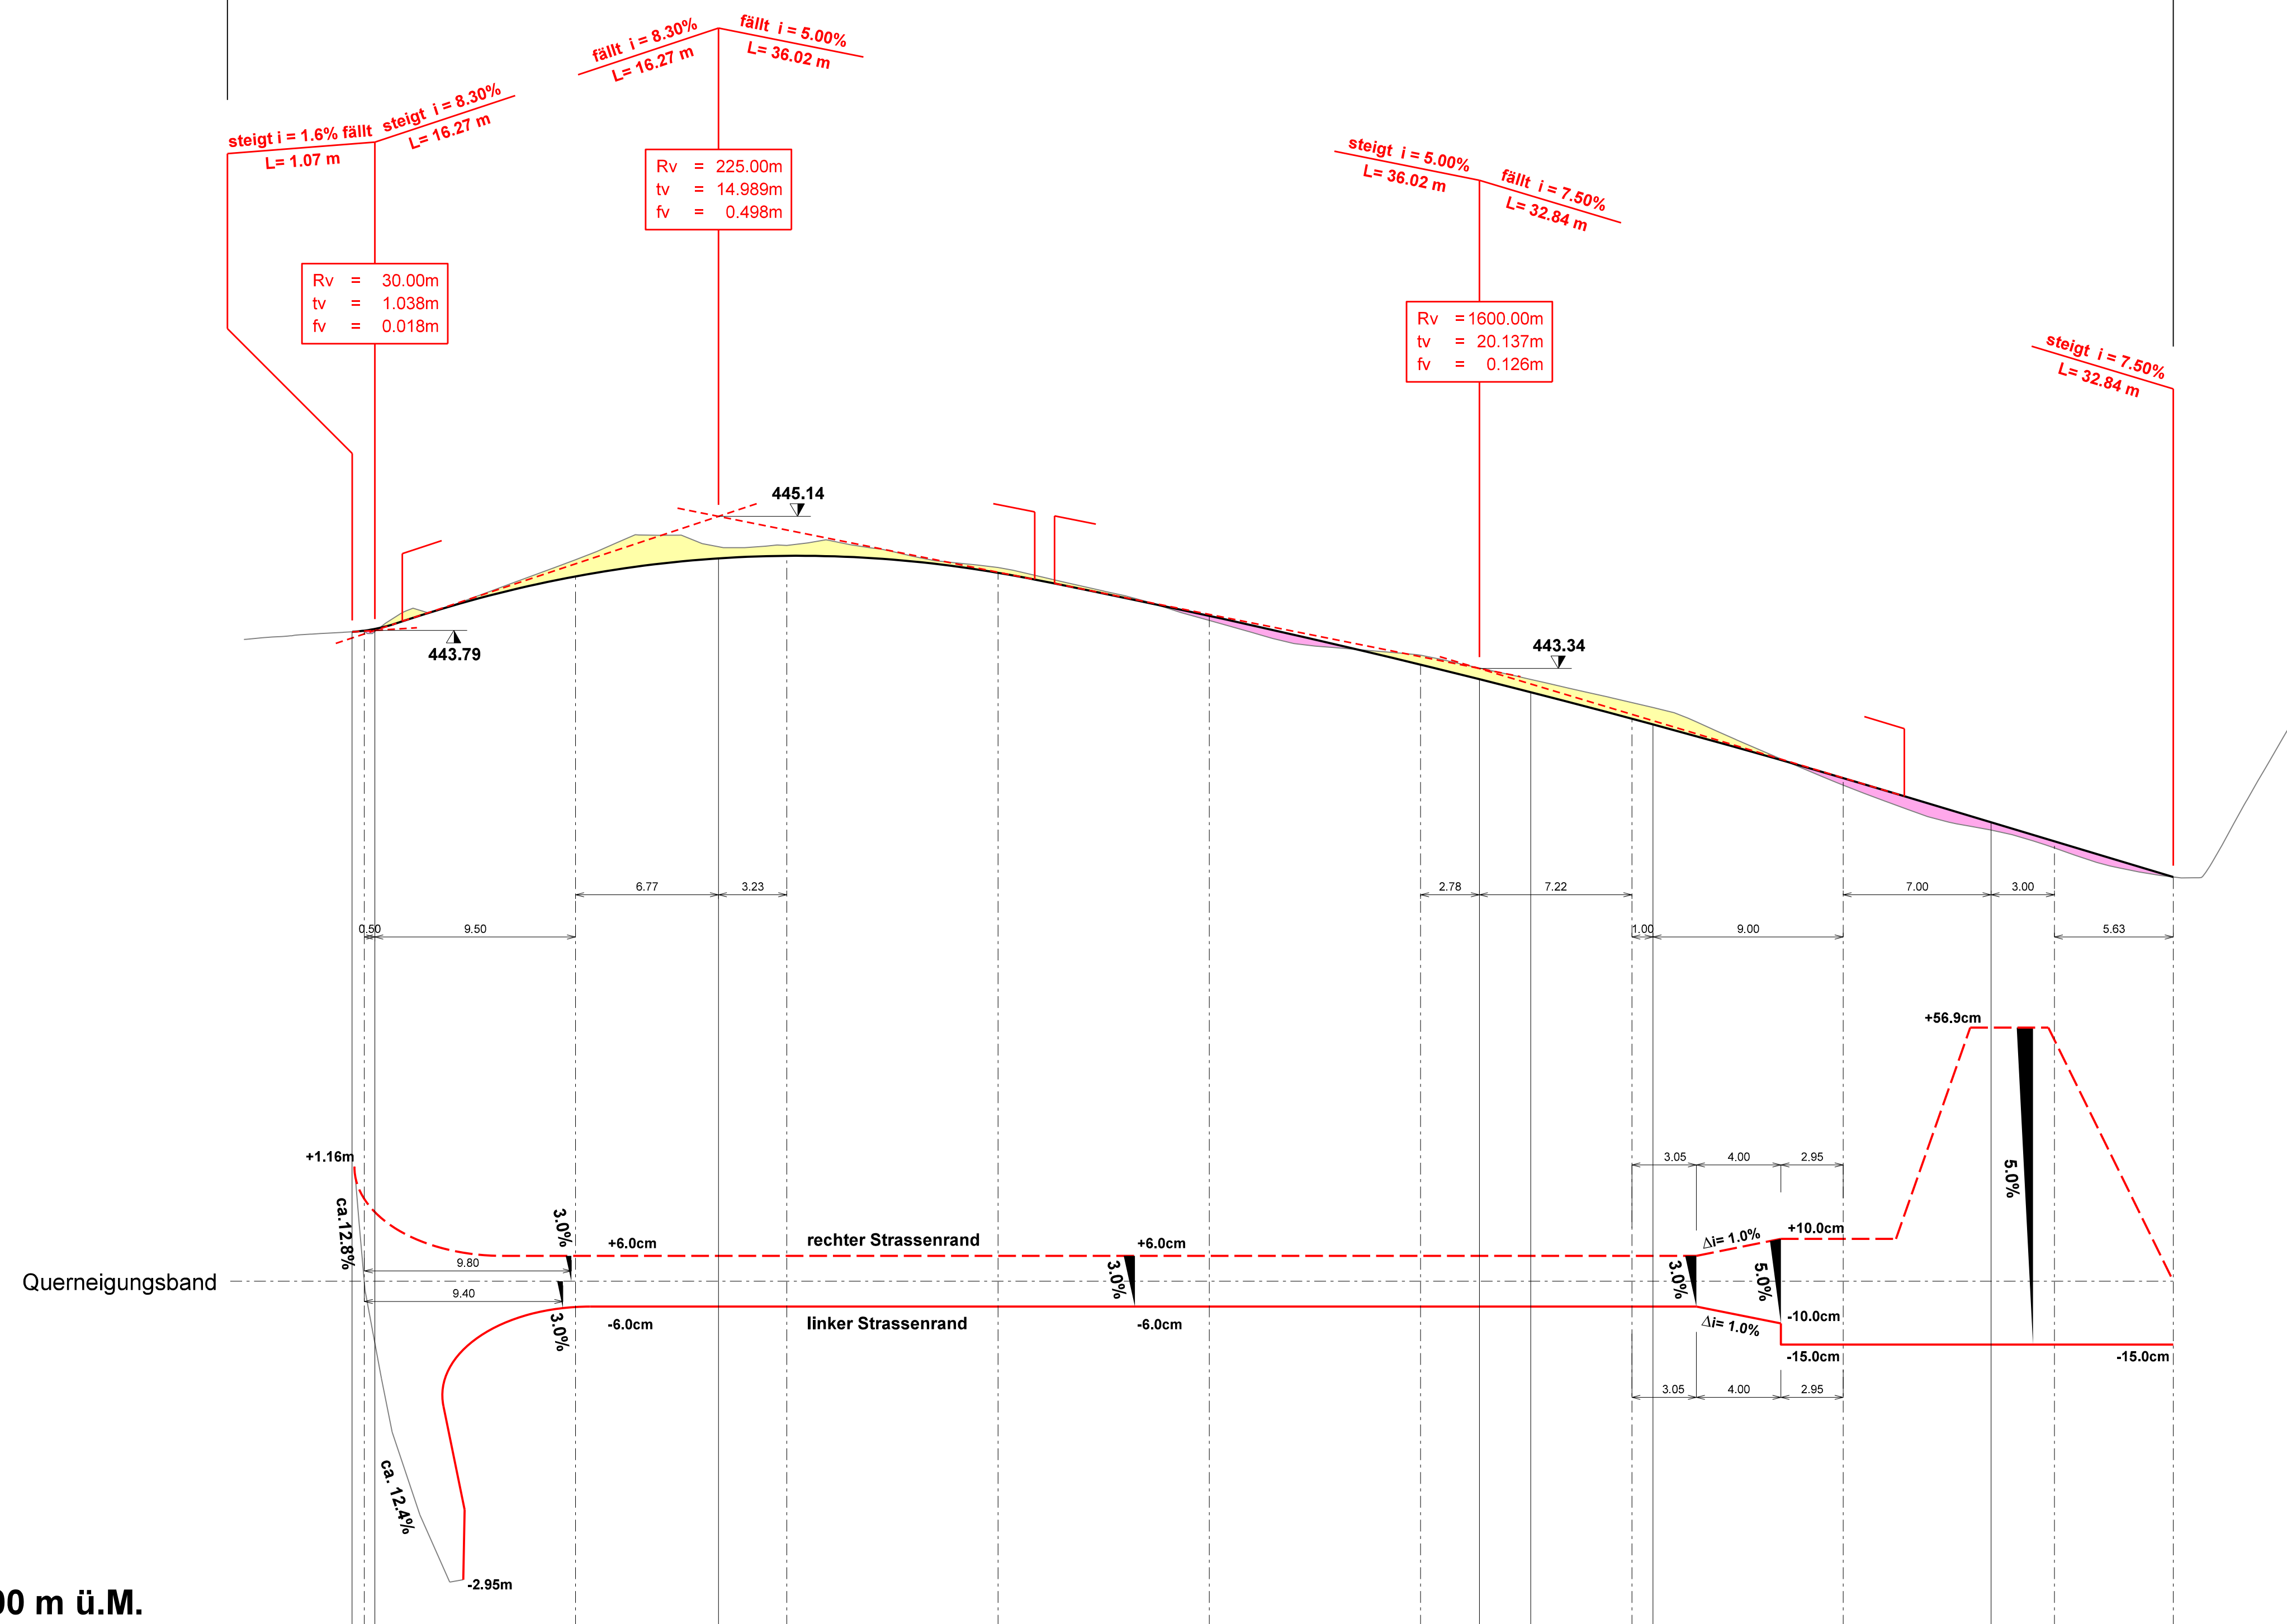 fällt i = 8.30%
L= 16.27 m
fällt i = 5.00%
L= 36.02 m
steigt i = 1.6% fällt
L= 1.07 m
steigt i = 8.30%
L= 16.27 m
Rv = 225.00m
tv = 14.989m
fv = 0.498m
steigt i = 5.00%
L= 36.02 m
fällt i = 7.50%
L= 32.84 m
Rv = 30.00m
tv = 1.038m
fv = 0.018m
Rv = 1600.00m
tv = 20.137m
fv = 0.126m
steigt i = 7.50%
L= 32.84 m
445.14
443.79
443.34
6.77 3.23 2.78 7.22 7.00 3.00
0.50 9.50 1.00 9.00 5.63
+56.9cm
+1.16m
3.05 4.00 2.95
5.0%
ca.12.8%
3.0%
+6.0cm
rechter Strassenrand
+6.0cm
Δi= 1.0%
+10.0cm
9.80
3.0%
3.0%
5.0%
Querneigungsband
9.40
3.0%
-6.0cm
linker Strassenrand
-6.0cm
Δi= 1.0%
-10.0cm
-15.0cm
-15.0cm
3.05 4.00 2.95
ca. 12.4%
-2.95m
00 m ü.M.